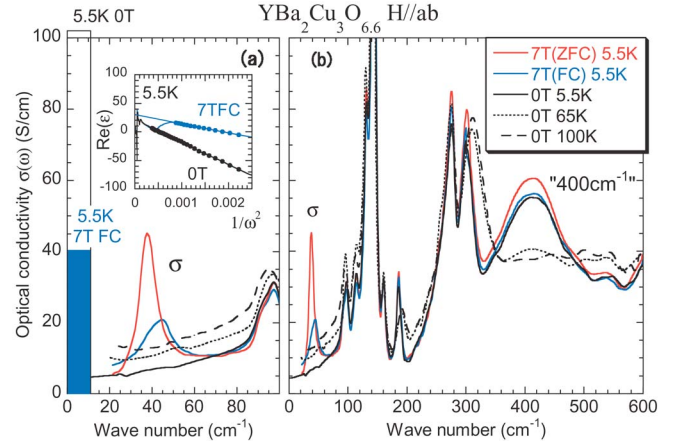 5.5K 0T
YBa2Cu3O6.6 H//ab
Optical conductivity σ(ω) (S/cm)
100
80
60
40
20
0
(a)
5.5K
7TFC
0T
Re(ε)
100
50
0
-50
-100
0
0.001
0.002
1/ω²
5.5K
7T FC
σ
0 20 40 60 80
Wave number (cm⁻¹)
(b)
7T(ZFC) 5.5K
7T(FC) 5.5K
0T 5.5K
0T 65K
0T 100K
"400cm⁻¹"
σ
0 100 200 300 400 500 600
Wave number (cm⁻¹)